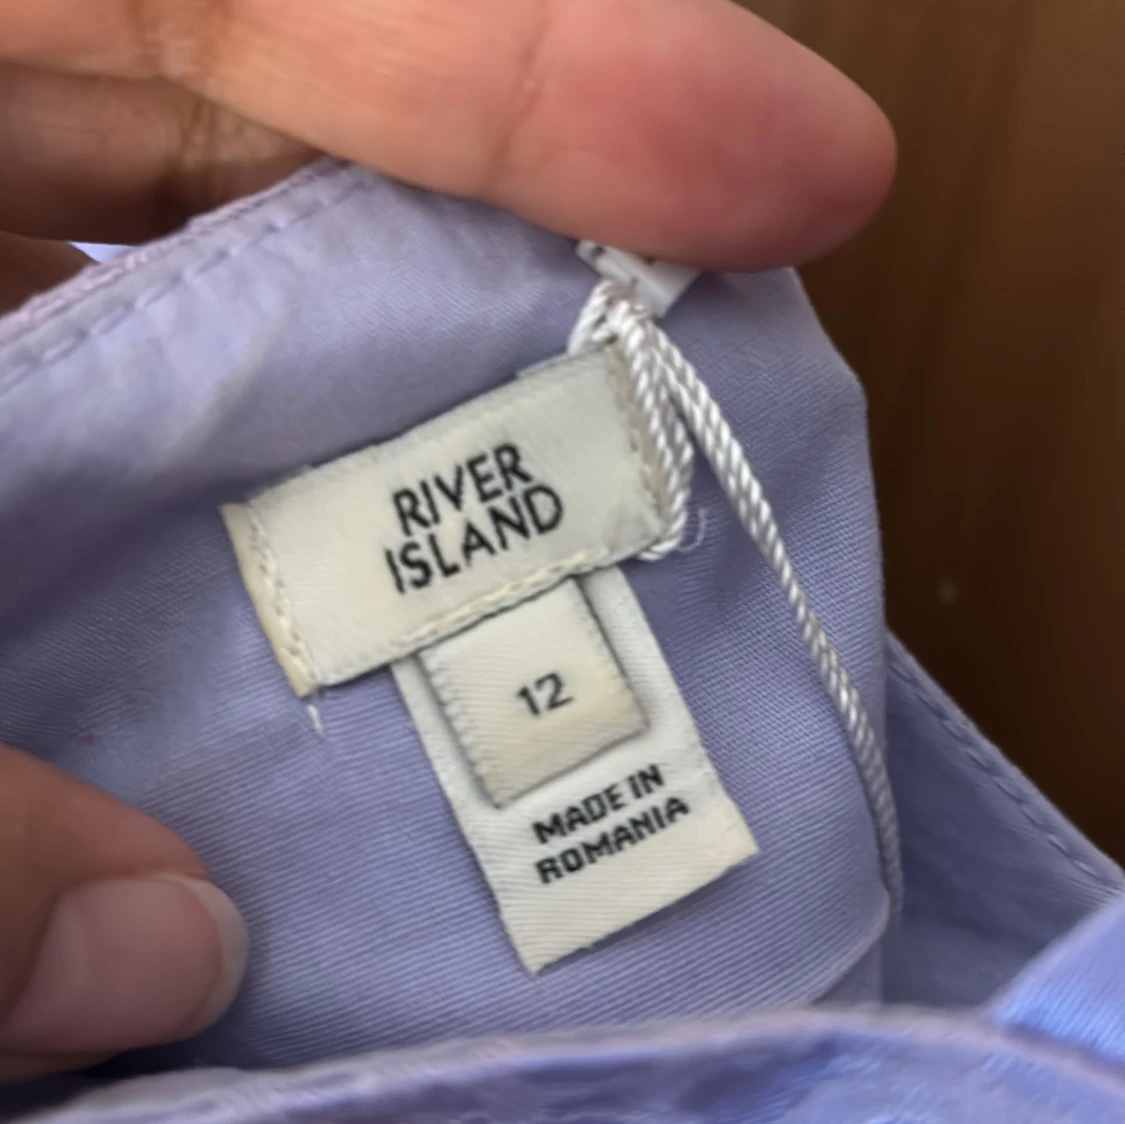 RIVER
ISLAND
12
MADE IN
ROMANIA